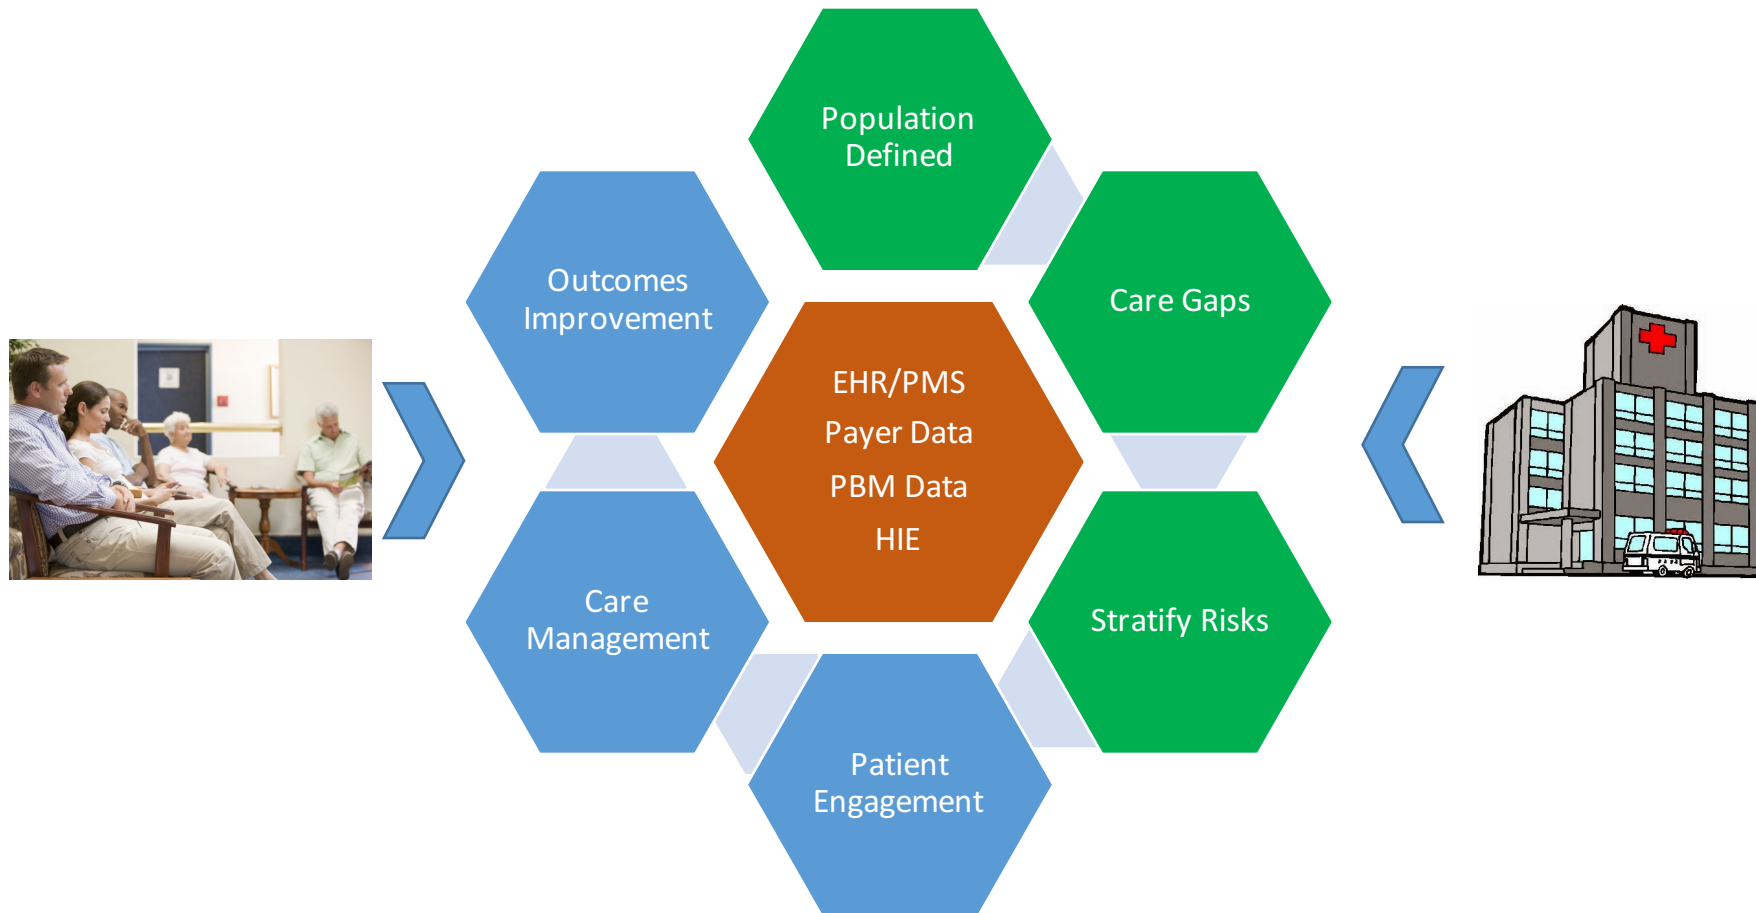 Population
Defined
Care Gaps
Stratify Risks
Patient
Engagement
Care
Management
Outcomes
Improvement
EHR/PMS
Payer Data
PBM Data
HIE